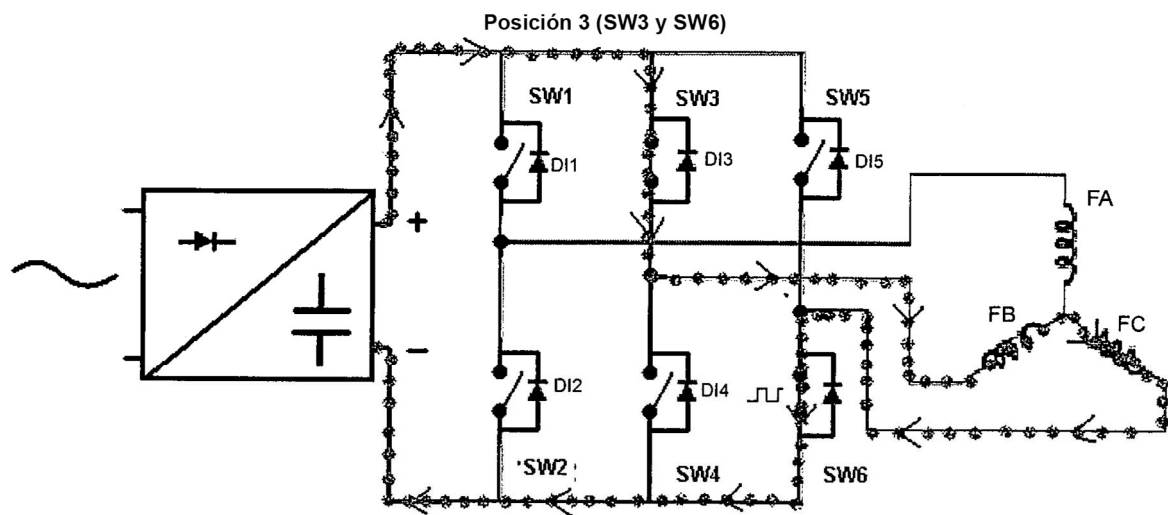 Posición 3 (SW3 y SW6)
SW1
SW3
SW5
DI1
DI3
DI5
+
FA
FB
FC
−
DI2
DI4
SW2
SW4
SW6